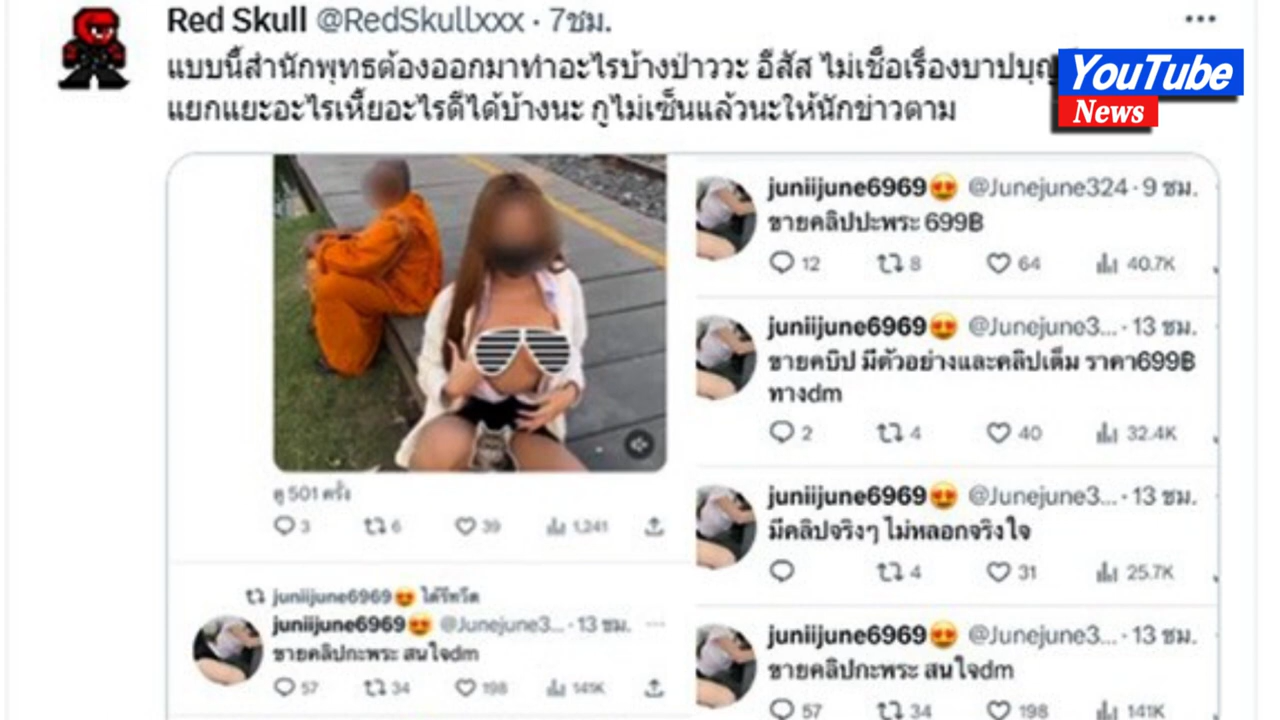 Red Skull @RedSkullxxx · 7ชม.
แบบนี้สำนักพุทธต้องออกมาทำอะไรบ้างป่าววะ อีสัส ไม่เชื่อเรื่องบาปบุญ
แยกแยะอะไรเหี้ยอะไรดีได้บ้างนะ กูไม่เซ็นแล้วนะให้นักข่าวตาม
YouTube
News
ดู 501 ครั้ง
3 6 39 1,241
juniijune6969😍 ได้รีทวีต
juniijune6969😍 @Junejune3... · 13 ชม.
ขายคลิปกะพระ สนใจdm
57 34 198 141K
juniijune6969😍 @Junejune324 · 9 ชม.
ขายคลิปปะพระ 699฿
12 8 64 40.7K
juniijune6969😍 @Junejune3... · 13 ชม.
ขายคบิป มีตัวอย่างและคลิปเต็ม ราคา699฿
ทางdm
2 4 40 32.4K
juniijune6969😍 @Junejune3... · 13 ชม.
มีคลิปจริงๆ ไม่หลอกจริงใจ
4 31 25.7K
juniijune6969😍 @Junejune3... · 13 ชม.
ขายคลิปกะพระ สนใจdm
57 34 198 141K